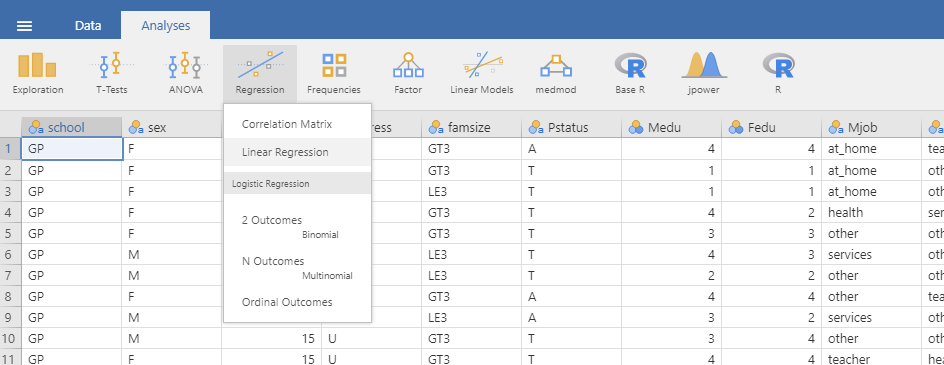 Data Analyses
Exploration T-Tests ANOVA Regression Frequencies Factor Linear Models medmod Base R jpower R
Correlation Matrix
Linear Regression
Logistic Regression
2 Outcomes
Binomial
N Outcomes
Multinomial
Ordinal Outcomes
school sex ress famsize Pstatus Medu Fedu Mjob
1 GP F GT3 A 4 4 at_home tea
2 GP F GT3 T 1 1 at_home oth
3 GP F LE3 T 1 1 at_home oth
4 GP F GT3 T 4 2 health ser
5 GP F GT3 T 3 3 other oth
6 GP M LE3 T 4 3 services oth
7 GP M LE3 T 2 2 other oth
8 GP F GT3 A 4 4 other tea
9 GP M LE3 A 3 2 services oth
10 GP M 15 U GT3 T 3 4 other oth
11 GP F 15 U GT3 T 4 4 teacher hea